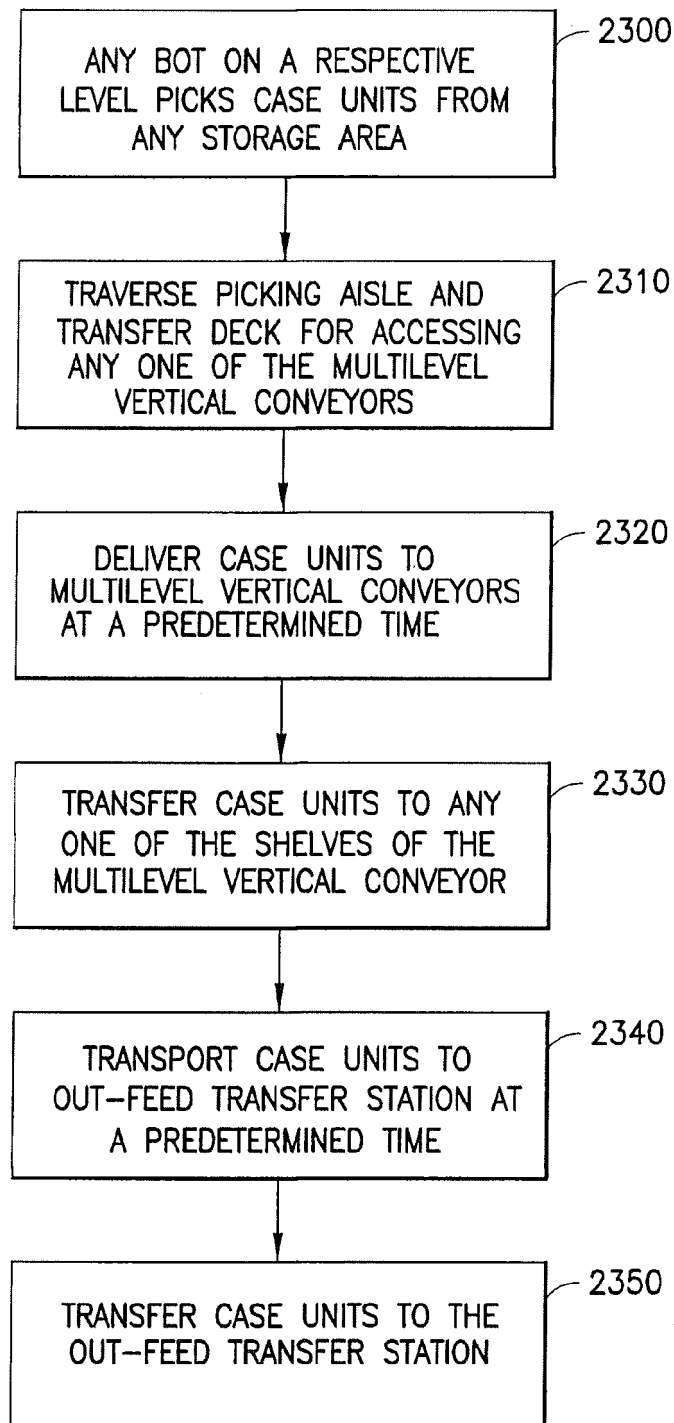 ANY BOT ON A RESPECTIVE
LEVEL PICKS CASE UNITS FROM
ANY STORAGE AREA
2300
TRAVERSE PICKING AISLE AND
TRANSFER DECK FOR ACCESSING
ANY ONE OF THE MULTILEVEL
VERTICAL CONVEYORS
2310
DELIVER CASE UNITS TO
MULTILEVEL VERTICAL CONVEYORS
AT A PREDETERMINED TIME
2320
TRANSFER CASE UNITS TO ANY
ONE OF THE SHELVES OF THE
MULTILEVEL VERTICAL CONVEYOR
2330
TRANSPORT CASE UNITS TO
OUT-FEED TRANSFER STATION AT
A PREDETERMINED TIME
2340
TRANSFER CASE UNITS TO THE
OUT-FEED TRANSFER STATION
2350